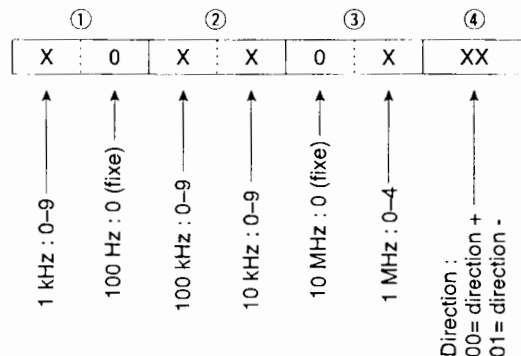 ① ② ③ ④
X 0 X X 0 X XX
1 kHz : 0–9
100 Hz : 0 (fixe)
100 kHz : 0–9
10 kHz : 0–9
10 MHz : 0 (fixe)
1 MHz : 0–4
Direction :
00= direction +
01= direction -